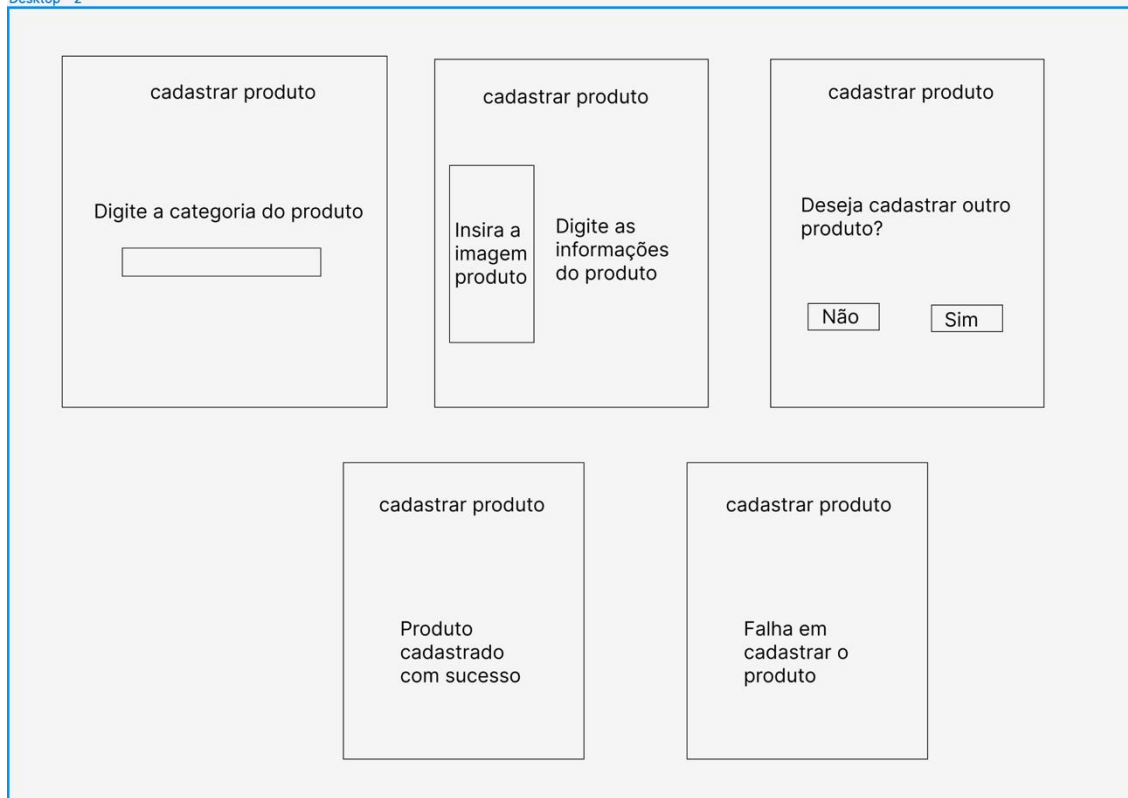 Desktop - 2
cadastrar produto
Digite a categoria do produto
cadastrar produto
Insira a
imagem
produto
Digite as
informações
do produto
cadastrar produto
Deseja cadastrar outro
produto?
Não
Sim
cadastrar produto
Produto
cadastrado
com sucesso
cadastrar produto
Falha em
cadastrar o
produto